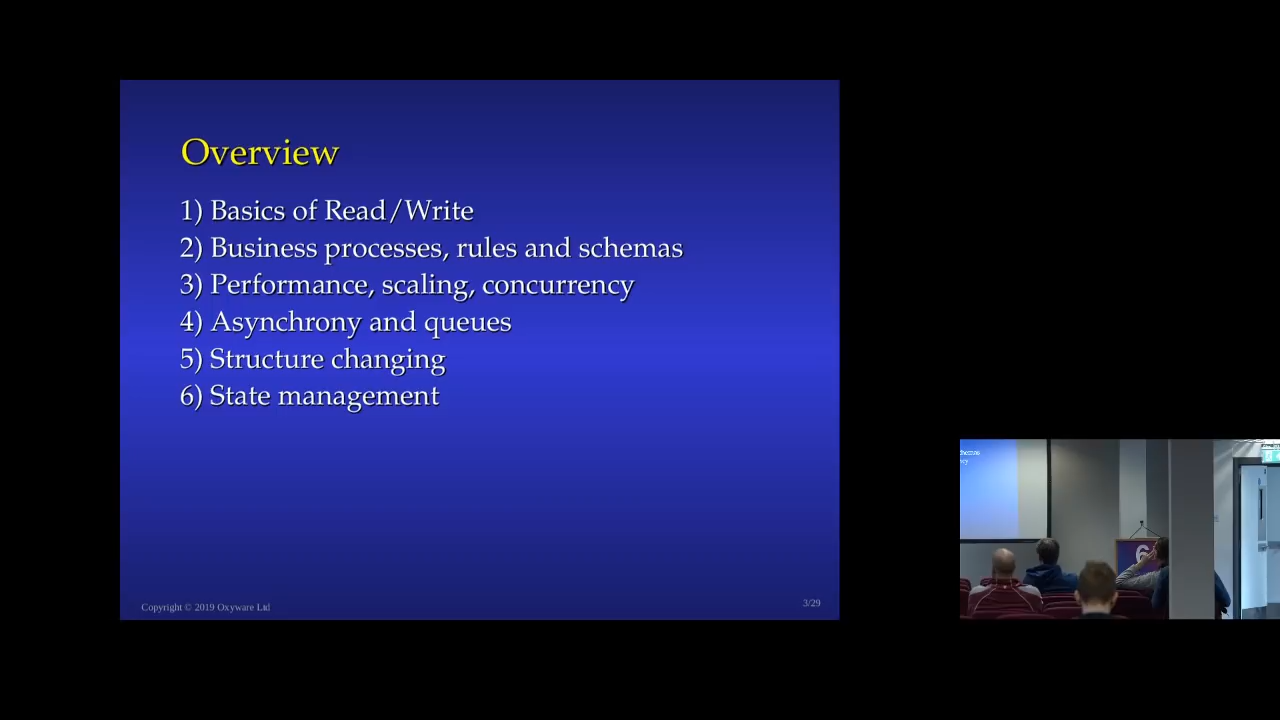 Overview
1) Basics of Read/Write
2) Business processes, rules and schemas
3) Performance, scaling, concurrency
4) Asynchrony and queues
5) Structure changing
6) State management
Copyright © 2019 Oxyware Ltd
3/29
6